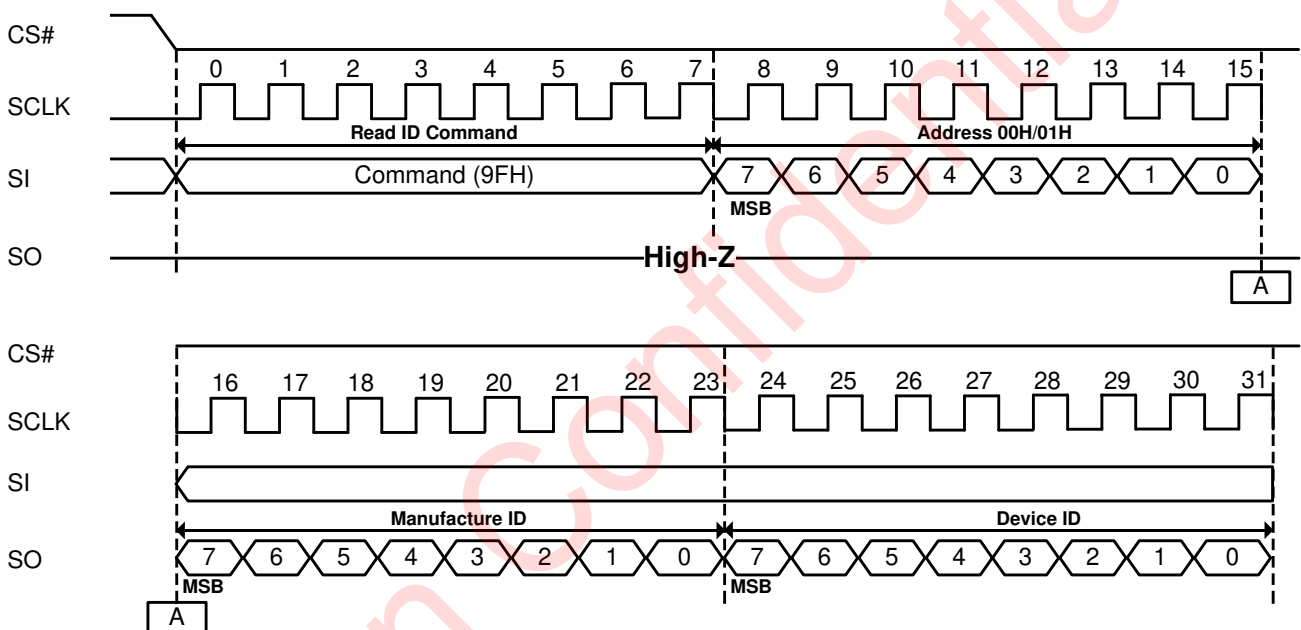 CS#
0 1 2 3 4 5 6 7 8 9 10 11 12 13 14 15
SCLK
Read ID Command Address 00H/01H
SI Command (9FH) 7 6 5 4 3 2 1 0
MSB
SO High-Z
A
CS#
16 17 18 19 20 21 22 23 24 25 26 27 28 29 30 31
SCLK
SI
Manufacture ID Device ID
SO 7 6 5 4 3 2 1 0 7 6 5 4 3 2 1 0
MSB MSB
A
Confidential